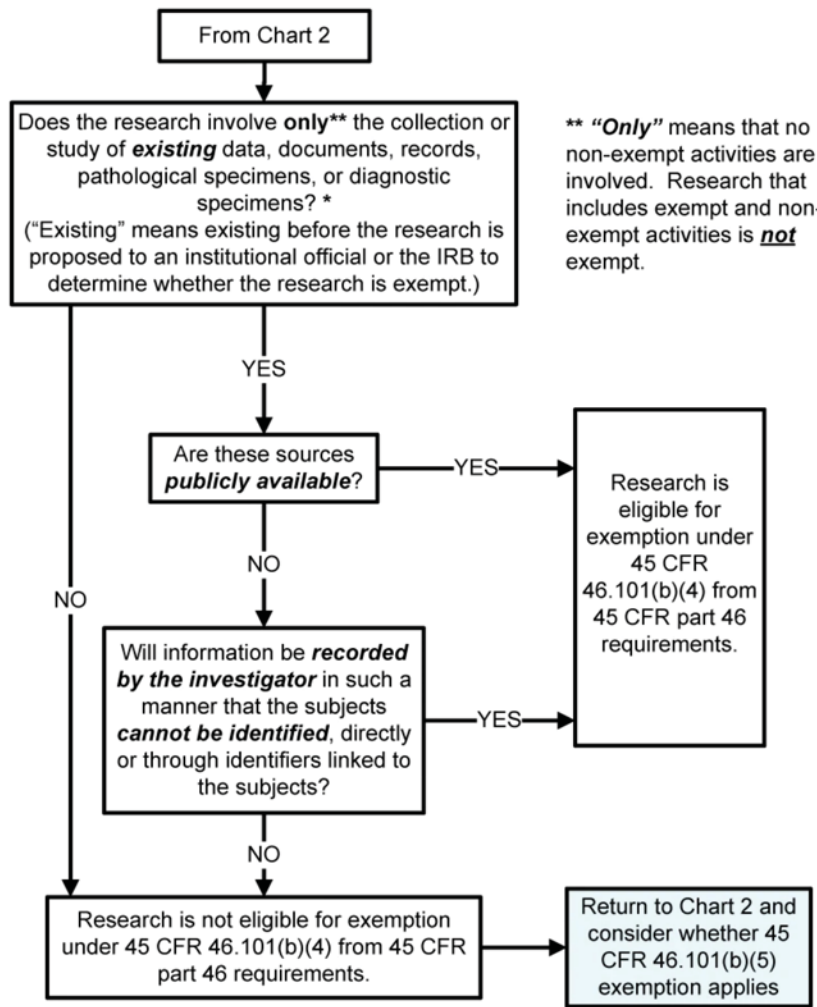 From Chart 2
Does the research involve only** the collection or
study of existing data, documents, records,
pathological specimens, or diagnostic
specimens? *
(“Existing” means existing before the research is
proposed to an institutional official or the IRB to
determine whether the research is exempt.)
** “Only” means that no
non-exempt activities are
involved. Research that
includes exempt and non-
exempt activities is not
exempt.
YES
Are these sources
publicly available?
YES
Research is
eligible for
exemption under
45 CFR
46.101(b)(4) from
45 CFR part 46
requirements.
NO
NO
Will information be recorded
by the investigator in such a
manner that the subjects
cannot be identified, directly
or through identifiers linked to
the subjects?
YES
NO
Research is not eligible for exemption
under 45 CFR 46.101(b)(4) from 45 CFR
part 46 requirements.
Return to Chart 2 and
consider whether 45
CFR 46.101(b)(5)
exemption applies